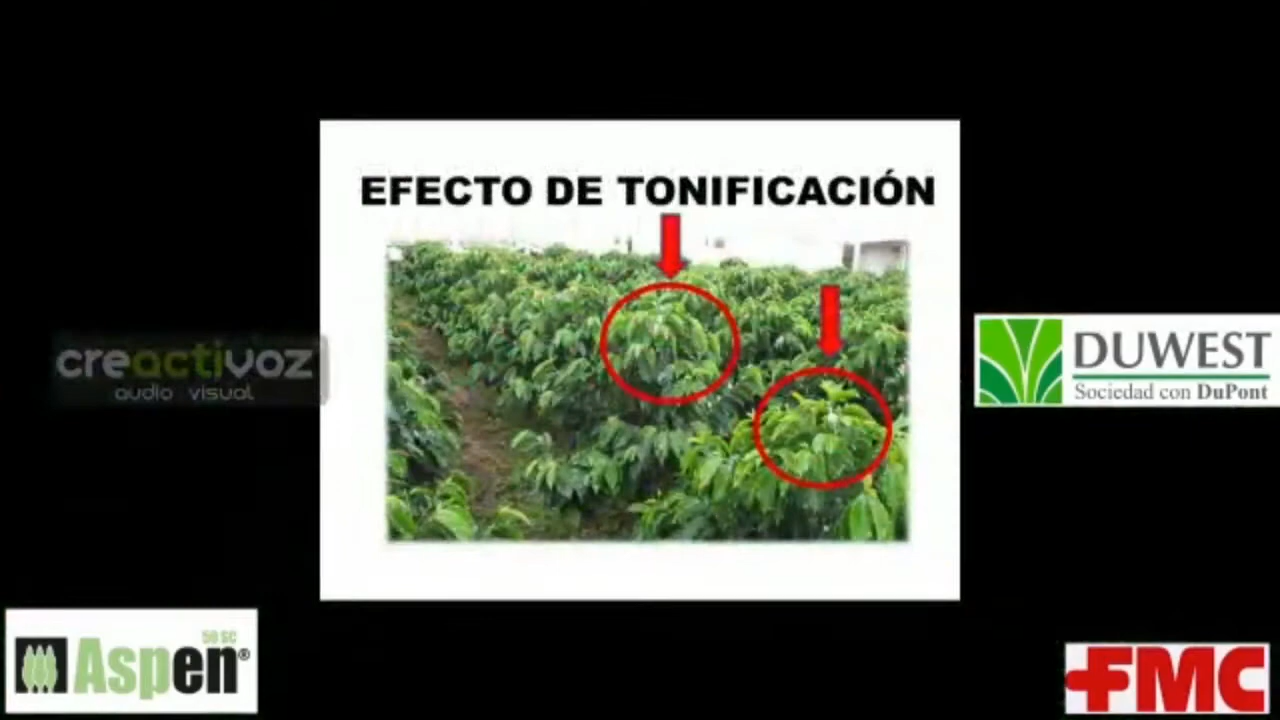 EFECTO DE TONIFICACIÓN
creactivoz
audio visual
DUWEST
Sociedad con DuPont
50 SC
Aspen®
FMC